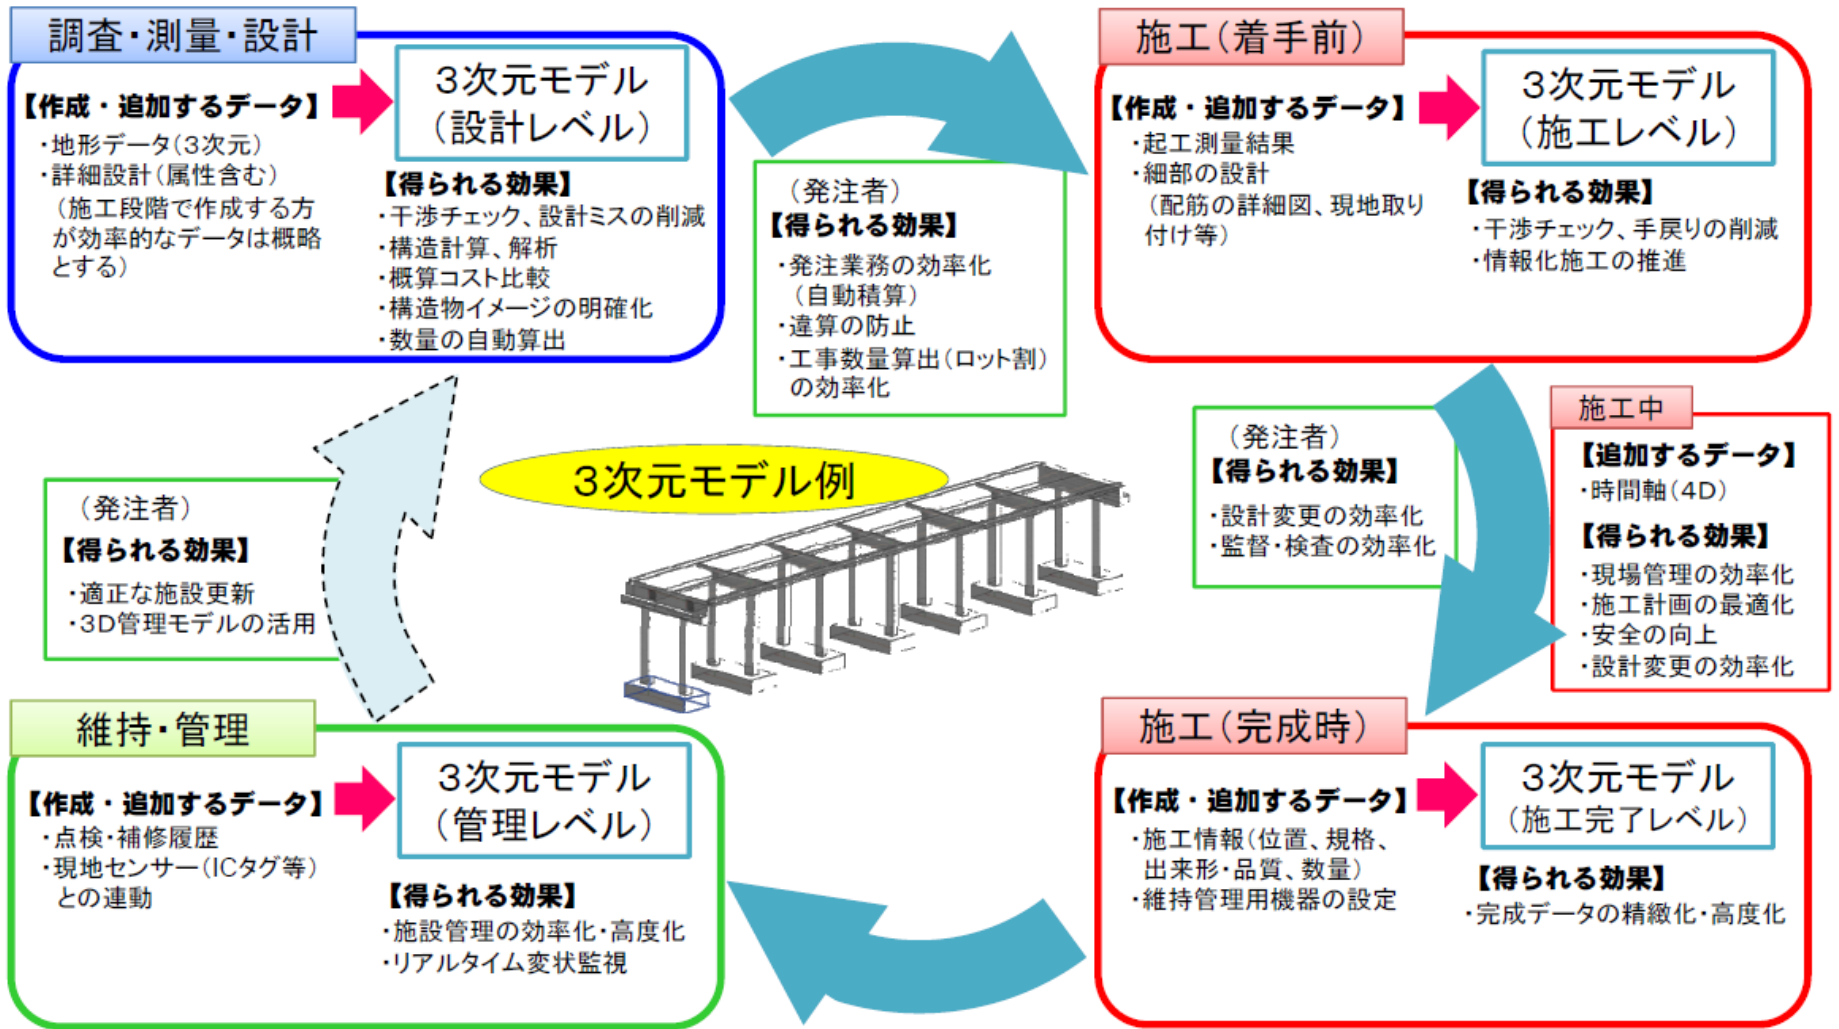 調査・測量・設計
【作成・追加するデータ】
・地形データ(3次元)
・詳細設計(属性含む)
(施工段階で作成する方
が効率的なデータは概略
とする)
3次元モデル
(設計レベル)
【得られる効果】
・干渉チェック、設計ミスの削減
・構造計算、解析
・概算コスト比較
・構造物イメージの明確化
・数量の自動算出
(発注者)
【得られる効果】
・発注業務の効率化
(自動積算)
・違算の防止
・工事数量算出(ロット割)
の効率化
施工(着手前)
【作成・追加するデータ】
・起工測量結果
・細部の設計
(配筋の詳細図、現地取り
付け等)
3次元モデル
(施工レベル)
【得られる効果】
・干渉チェック、手戻りの削減
・情報化施工の推進
(発注者)
【得られる効果】
・設計変更の効率化
・監督・検査の効率化
施工中
【追加するデータ】
・時間軸(4D)
【得られる効果】
・現場管理の効率化
・施工計画の最適化
・安全の向上
・設計変更の効率化
3次元モデル例
(発注者)
【得られる効果】
・適正な施設更新
・3D管理モデルの活用
維持・管理
【作成・追加するデータ】
・点検・補修履歴
・現地センサー(ICタグ等)
との連動
3次元モデル
(管理レベル)
【得られる効果】
・施設管理の効率化・高度化
・リアルタイム変状監視
施工(完成時)
【作成・追加するデータ】
・施工情報(位置、規格、
出来形・品質、数量)
・維持管理用機器の設定
3次元モデル
(施工完了レベル)
【得られる効果】
・完成データの精緻化・高度化